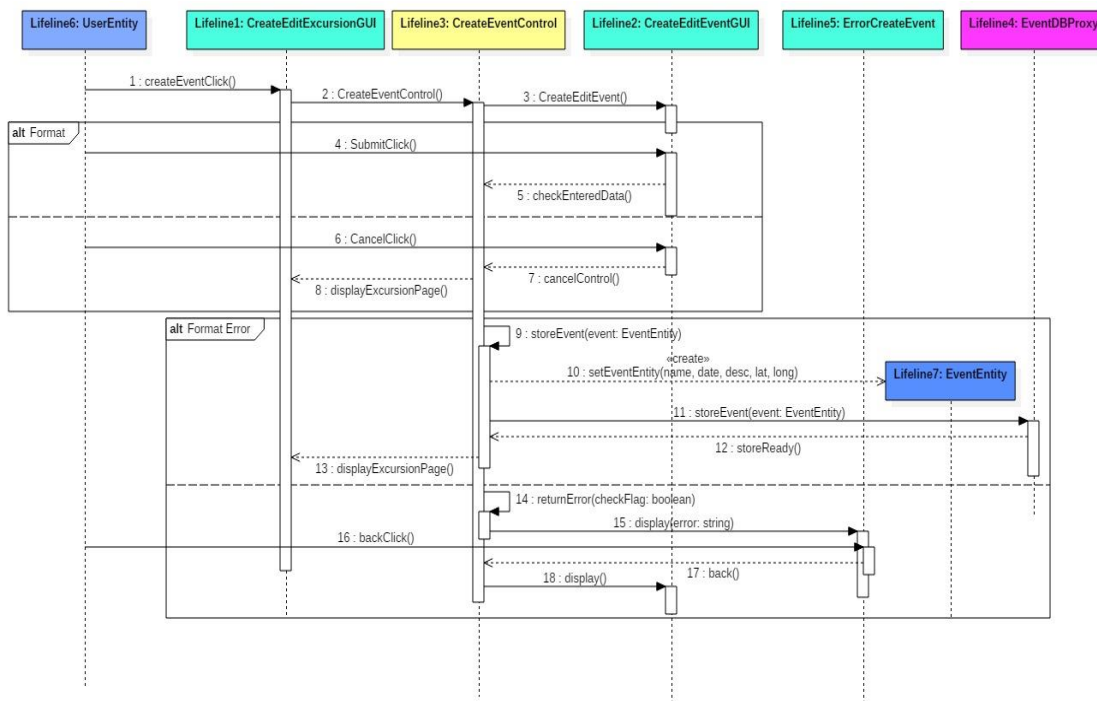 Lifeline6: UserEntity
Lifeline1: CreateEditExcursionGUI
Lifeline3: CreateEventControl
Lifeline2: CreateEditEventGUI
Lifeline5: ErrorCreateEvent
Lifeline4: EventDBProxy
1 : createEventClick()
2 : CreateEventControl()
3 : CreateEditEvent()
alt Format
4 : SubmitClick()
5 : checkEnteredData()
6 : CancelClick()
7 : cancelControl()
8 : displayExcursionPage()
alt Format Error
9 : storeEvent(event: EventEntity)
«create»
10 : setEventEntity(name, date, desc, lat, long)
Lifeline7: EventEntity
11 : storeEvent(event: EventEntity)
12 : storeReady()
13 : displayExcursionPage()
14 : returnError(checkFlag: boolean)
15 : display(error: string)
16 : backClick()
17 : back()
18 : display()